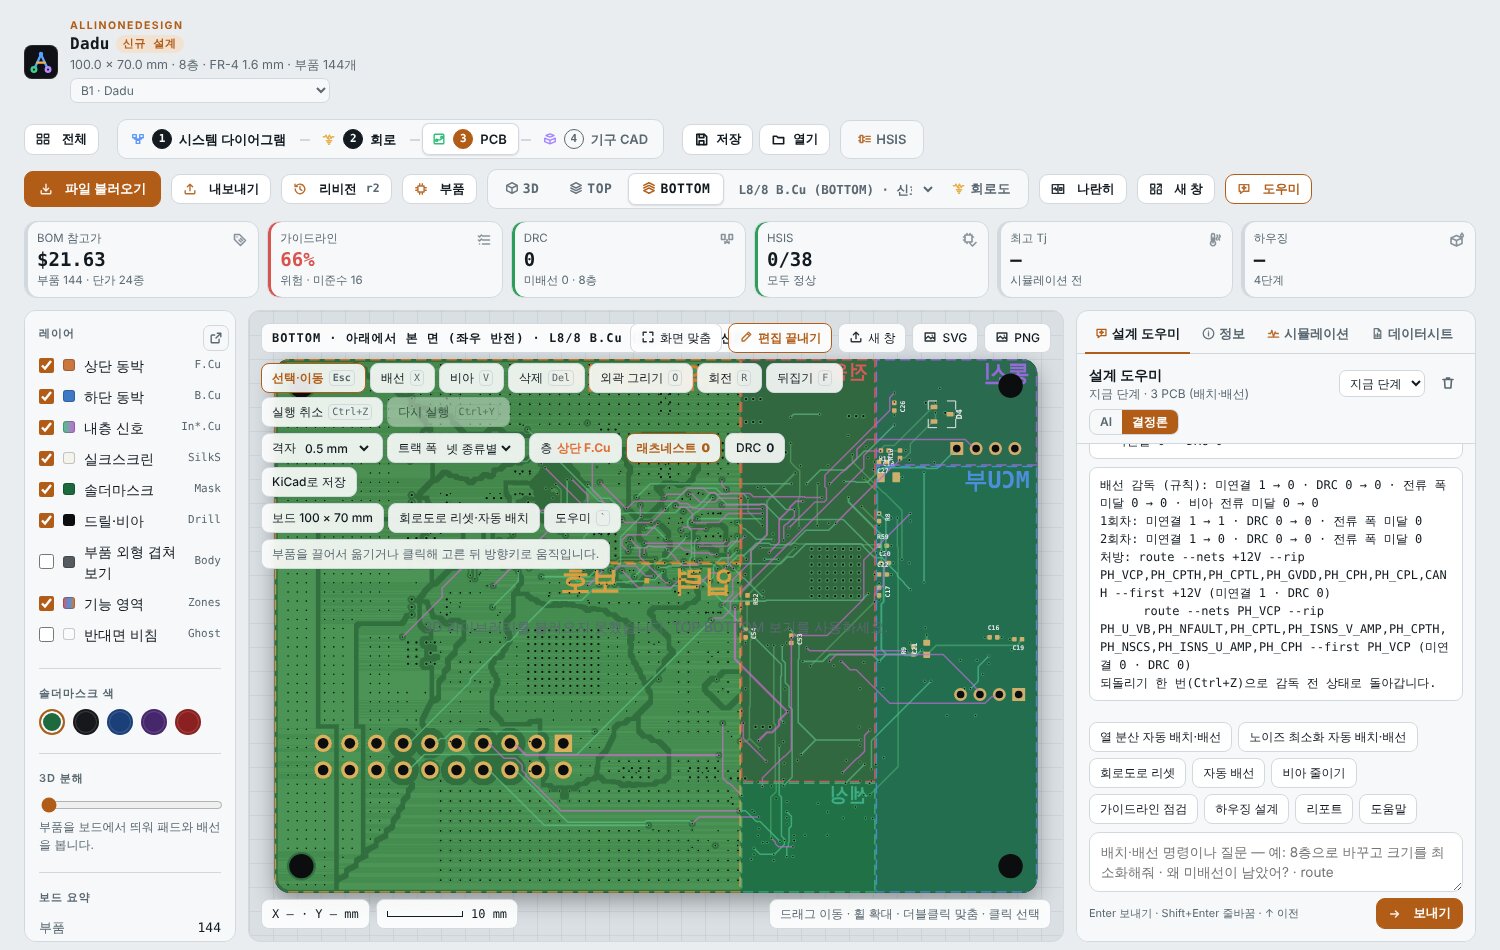 ALLINONEDESIGN
Dadu 신규 설계
100.0 × 70.0 mm · 8층 · FR-4 1.6 mm · 부품 144개
B1 · Dadu
전체 1 시스템 다이어그램 2 회로 3 PCB 4 기구 CAD 저장 열기 HSIS
파일 불러오기 내보내기 리비전 r2 부품 3D TOP BOTTOM L8/L8 B.Cu (BOTTOM) · 신호 회로도 나란히 새 창 도우미
BOM 참고가
$21.63
부품 144 · 단가 24종
가이드라인
66%
위험 · 미준수 16
DRC
0
미배선 0 · 8층
HSIS
0/38
모두 정상
최고 Tj
—
시뮬레이션 전
하우징
—
4단계
레이어
상단 동박 F.Cu
하단 동박 B.Cu
내층 신호 In*.Cu
실크스크린 SilkS
솔더마스크 Mask
드릴·비아 Drill
부품 외형 겹쳐 보기 Body
기능 영역 Zones
반대면 비침 Ghost
솔더마스크 색
3D 분해
부품을 보드에서 띄워 패드와 배선
을 봅니다.
보드 요약
부품 144
BOTTOM · 아래에서 본 면 (좌우 반전) · L8/L8 B.Cu 화면 맞춤 편집 끝내기 새 창 SVG PNG
선택·이동 Esc 배선 X 비아 V 삭제 Del 외곽 그리기 O 회전 R 뒤집기 F
실행 취소 Ctrl+Z 다시 실행 Ctrl+Y
격자 0.5 mm 트랙 폭 넷 종류별 층 상단 F.Cu 래츠네스트 0 DRC 0
KiCad로 저장
보드 100 × 70 mm 회로도로 리셋·자동 배치 도우미 `
부품을 끌어서 옮기거나 클릭해 고른 뒤 방향키로 움직입니다.
통신
MCU부
입력 · 보호
센싱
C26
D4
R8
R59
C17
R52
C54
C53
C16
C19
R9
X — · Y — mm 10 mm 드래그 이동 · 휠 확대 · 더블클릭 맞춤 · 클릭 선택
설계 도우미 정보 시뮬레이션 데이터시트
설계 도우미
지금 단계 · 3 PCB (배치·배선)
지금 단계
AI 결정론
배선 감독 (규칙): 미연결 1 → 0 · DRC 0 → 0 · 전류 폭
미달 0 → 0 · 비아 전류 미달 0 → 0
1회차: 미연결 1 → 1 · DRC 0 → 0 · 전류 폭 미달 0
2회차: 미연결 1 → 0 · DRC 0 → 0 · 전류 폭 미달 0
처방: route --nets +12V --rip
PH_VCP,PH_CPTH,PH_CPTL,PH_GVDD,PH_CPH,PH_CPL,CAN
H --first +12V (미연결 1 · DRC 0)
route --nets PH_VCP --rip
PH_U_VB,PH_NFAULT,PH_CPTL,PH_ISNS_V_AMP,PH_CPTH,
PH_NSCS,PH_ISNS_U_AMP,PH_CPH --first PH_VCP (미연
결 0 · DRC 0)
되돌리기 한 번(Ctrl+Z)으로 감독 전 상태로 돌아갑니다.
열 분산 자동 배치·배선 노이즈 최소화 자동 배치·배선
회로도로 리셋 자동 배선 비아 줄이기
가이드라인 점검 하우징 설계 리포트 도움말
배치·배선 명령이나 질문 — 예: 8층으로 바꾸고 크기를 최
소화해줘 · 왜 미배선이 남았어? · route
Enter 보내기 · Shift+Enter 줄바꿈 · ↑ 이전 보내기